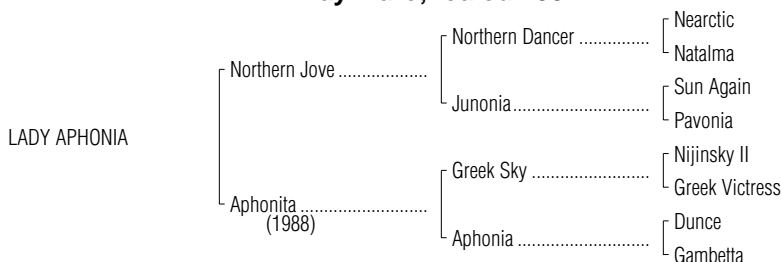 Nearctic
Northern Dancer ...............
Natalma
Northern Jove ...................
Sun Again
Junonia.............................
Pavonia
LADY APHONIA
Nijinsky II
Greek Sky .........................
Greek Victress
Aphonita ...........................
(1988)
Dunce
Aphonia ............................
Gambetta